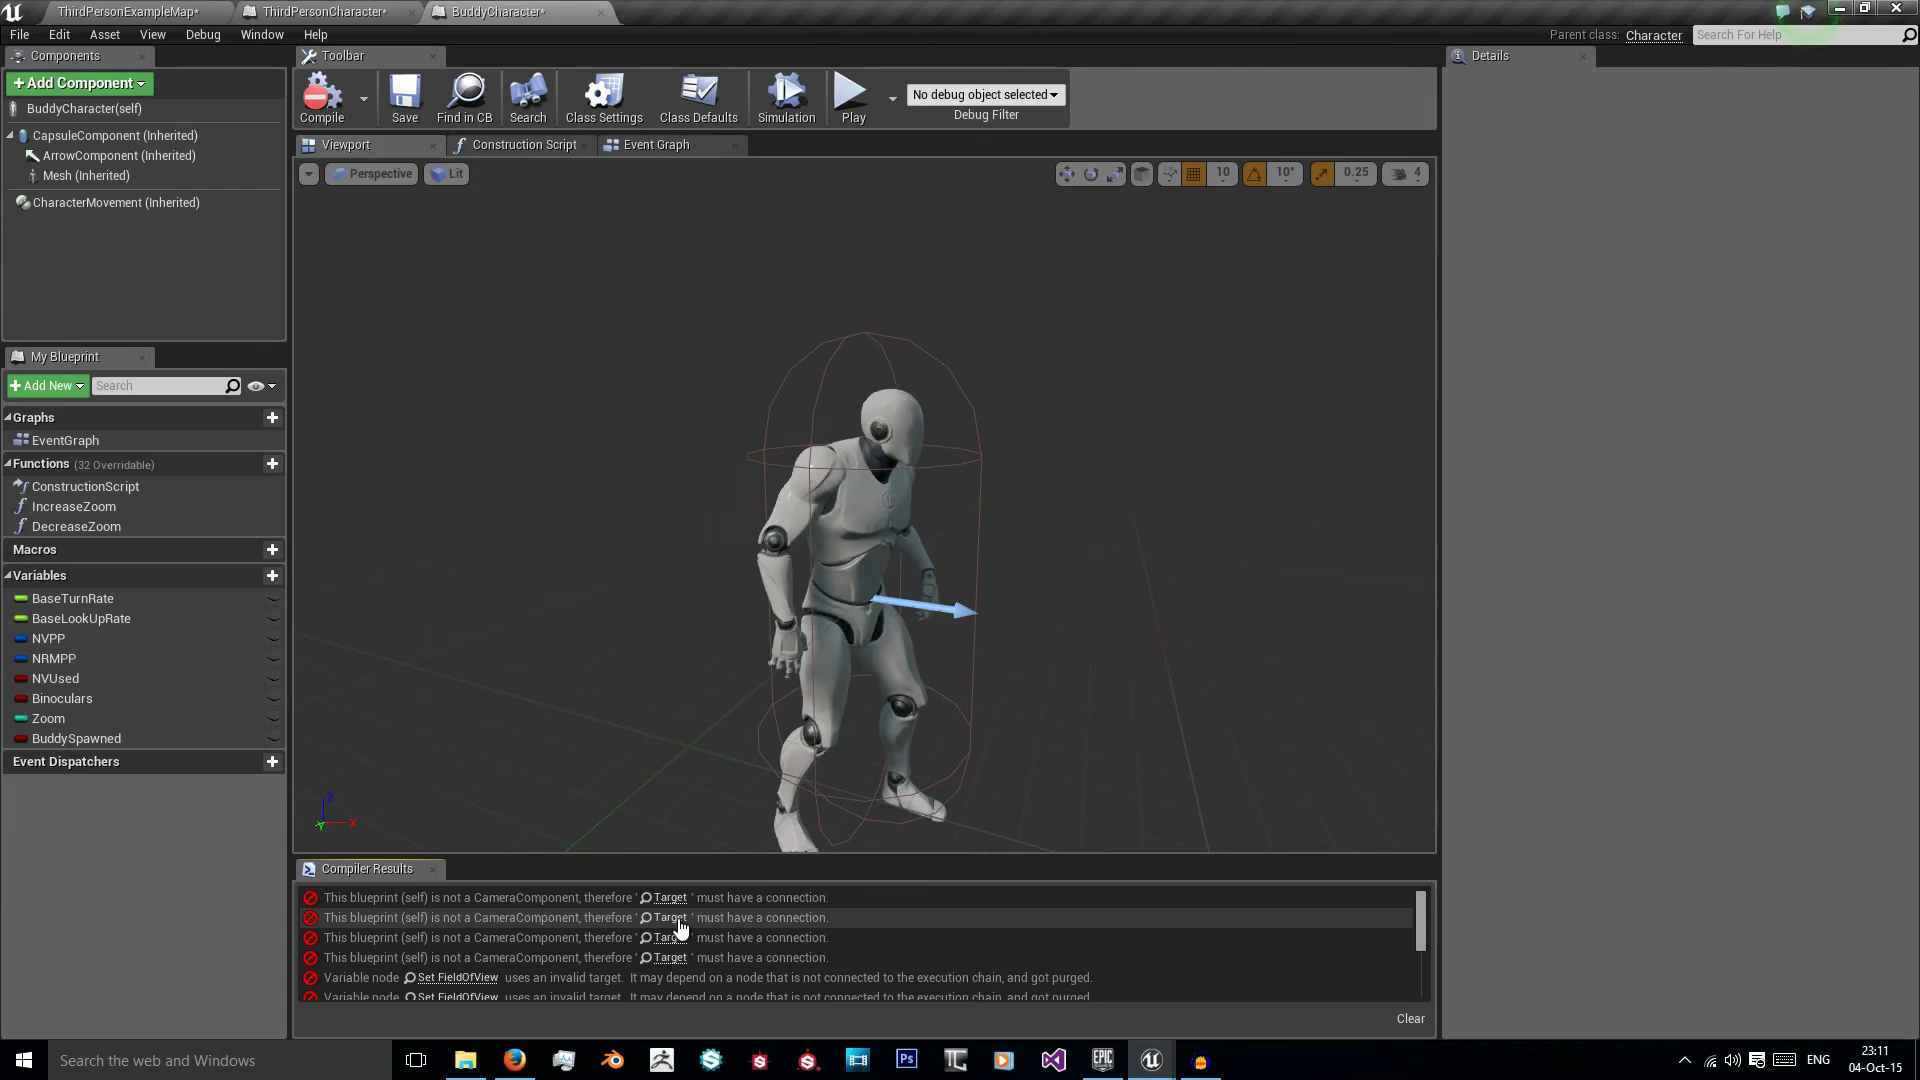 ThirdPersonExampleMap*
ThirdPersonCharacter*
BuddyCharacter*
File Edit Asset View Debug Window Help
Parent class: Character
Search For Help
Components
Toolbar
Details
+Add Component
BuddyCharacter(self)
CapsuleComponent (Inherited)
ArrowComponent (Inherited)
Mesh (Inherited)
CharacterMovement (Inherited)
Compile
Save
Find in CB
Search
Class Settings
Class Defaults
Simulation
Play
No debug object selected
Debug Filter
Viewport
Construction Script
Event Graph
Perspective
Lit
10
10°
0.25
4
My Blueprint
+Add New
Search
Graphs
EventGraph
Functions (32 Overridable)
ConstructionScript
IncreaseZoom
DecreaseZoom
Macros
Variables
BaseTurnRate
BaseLookUpRate
NVPP
NRMPP
NVUsed
Binoculars
Zoom
BuddySpawned
Event Dispatchers
Z
X
Y
Compiler Results
This blueprint (self) is not a CameraComponent, therefore ' Target ' must have a connection.
This blueprint (self) is not a CameraComponent, therefore ' Target ' must have a connection.
This blueprint (self) is not a CameraComponent, therefore ' Target ' must have a connection.
This blueprint (self) is not a CameraComponent, therefore ' Target ' must have a connection.
Variable node Set FieldOfView uses an invalid target. It may depend on a node that is not connected to the execution chain, and got purged.
Variable node Set FieldOfView uses an invalid target. It may depend on a node that is not connected to the execution chain, and got purged.
Clear
Search the web and Windows
Ps
EPIC
ENG
23:11
04-Oct-15